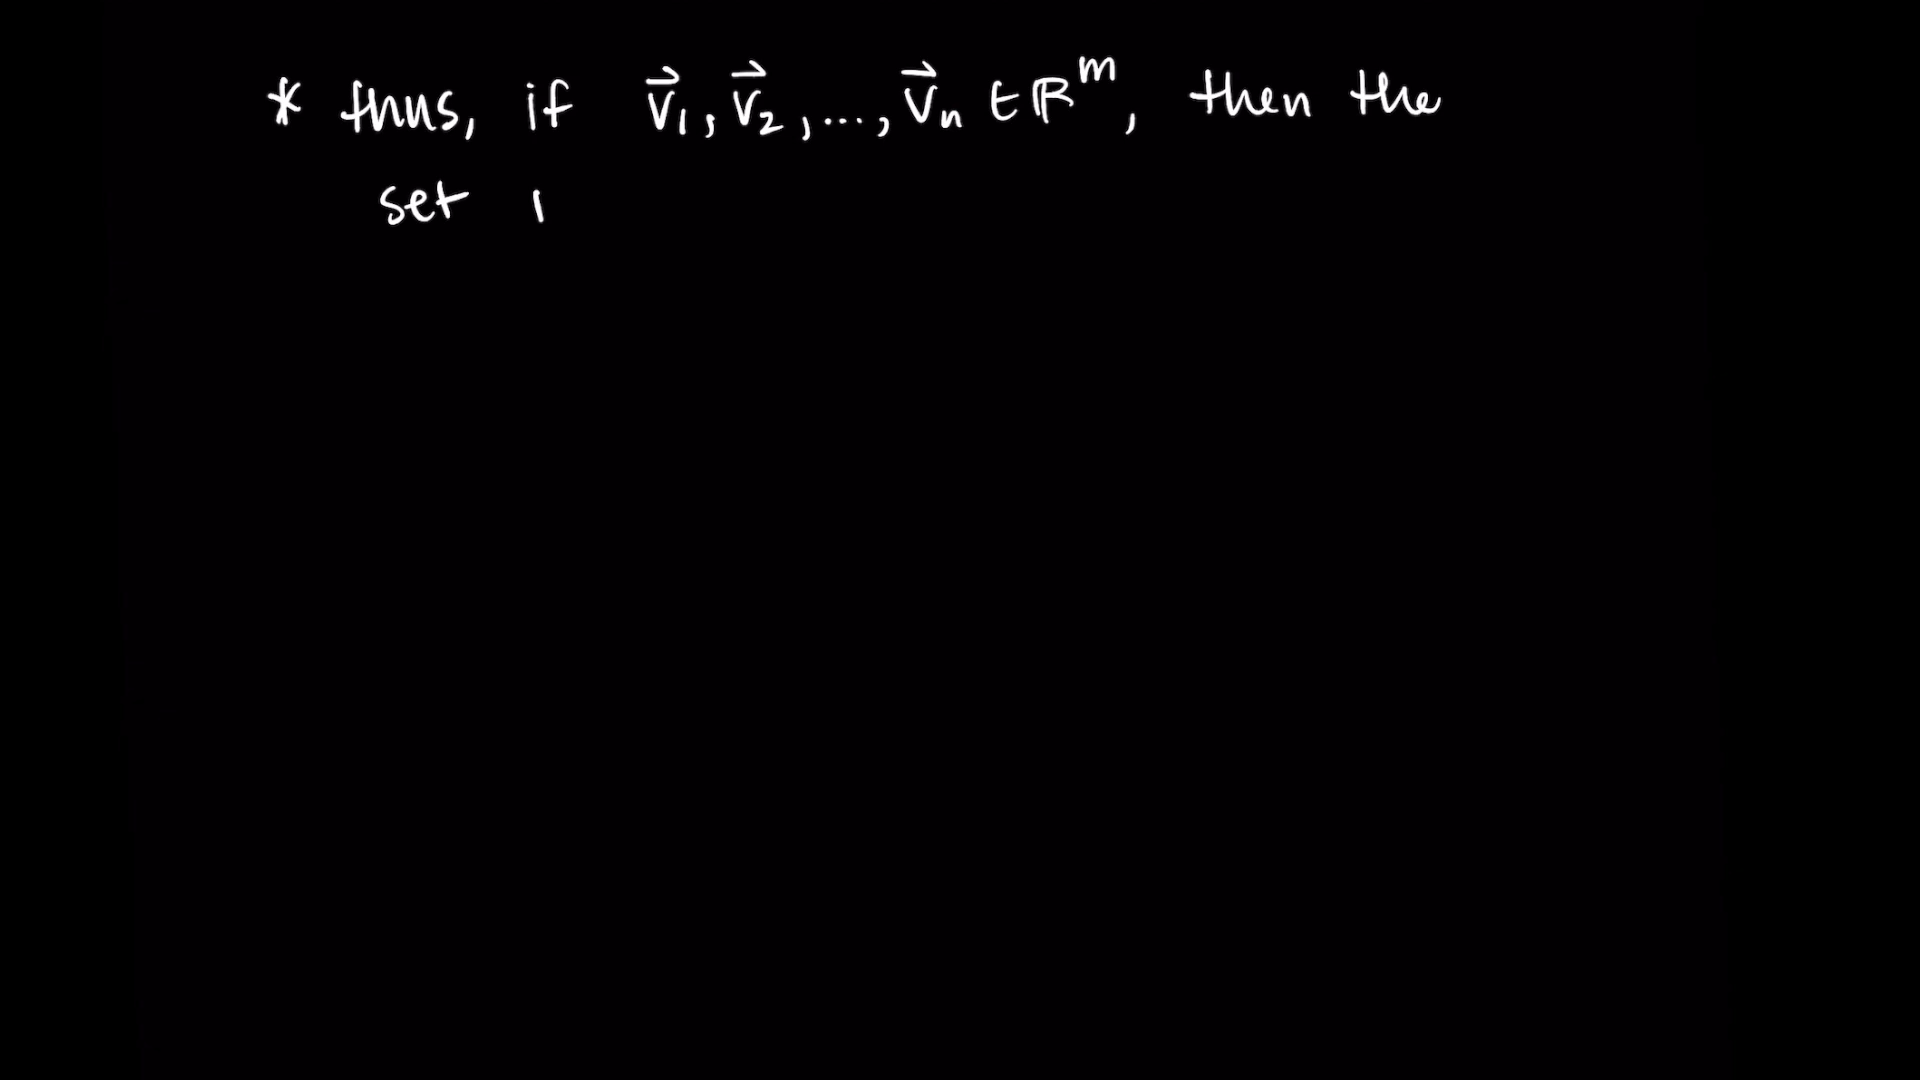 * thus, if v⃗₁, v⃗₂, ..., v⃗ₙ ∈ ℝᵐ, then the
set